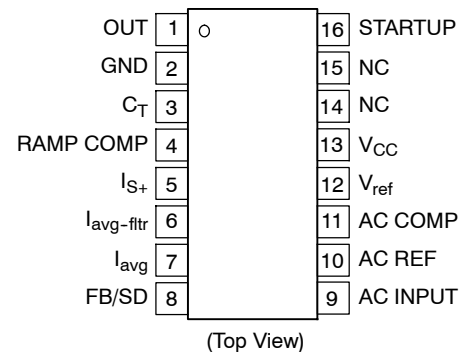 OUT 1 16 STARTUP
GND 2 15 NC
CT 3 14 NC
RAMP COMP 4 13 VCC
IS+ 5 12 Vref
Iavg-fltr 6 11 AC COMP
Iavg 7 10 AC REF
FB/SD 8 9 AC INPUT
(Top View)